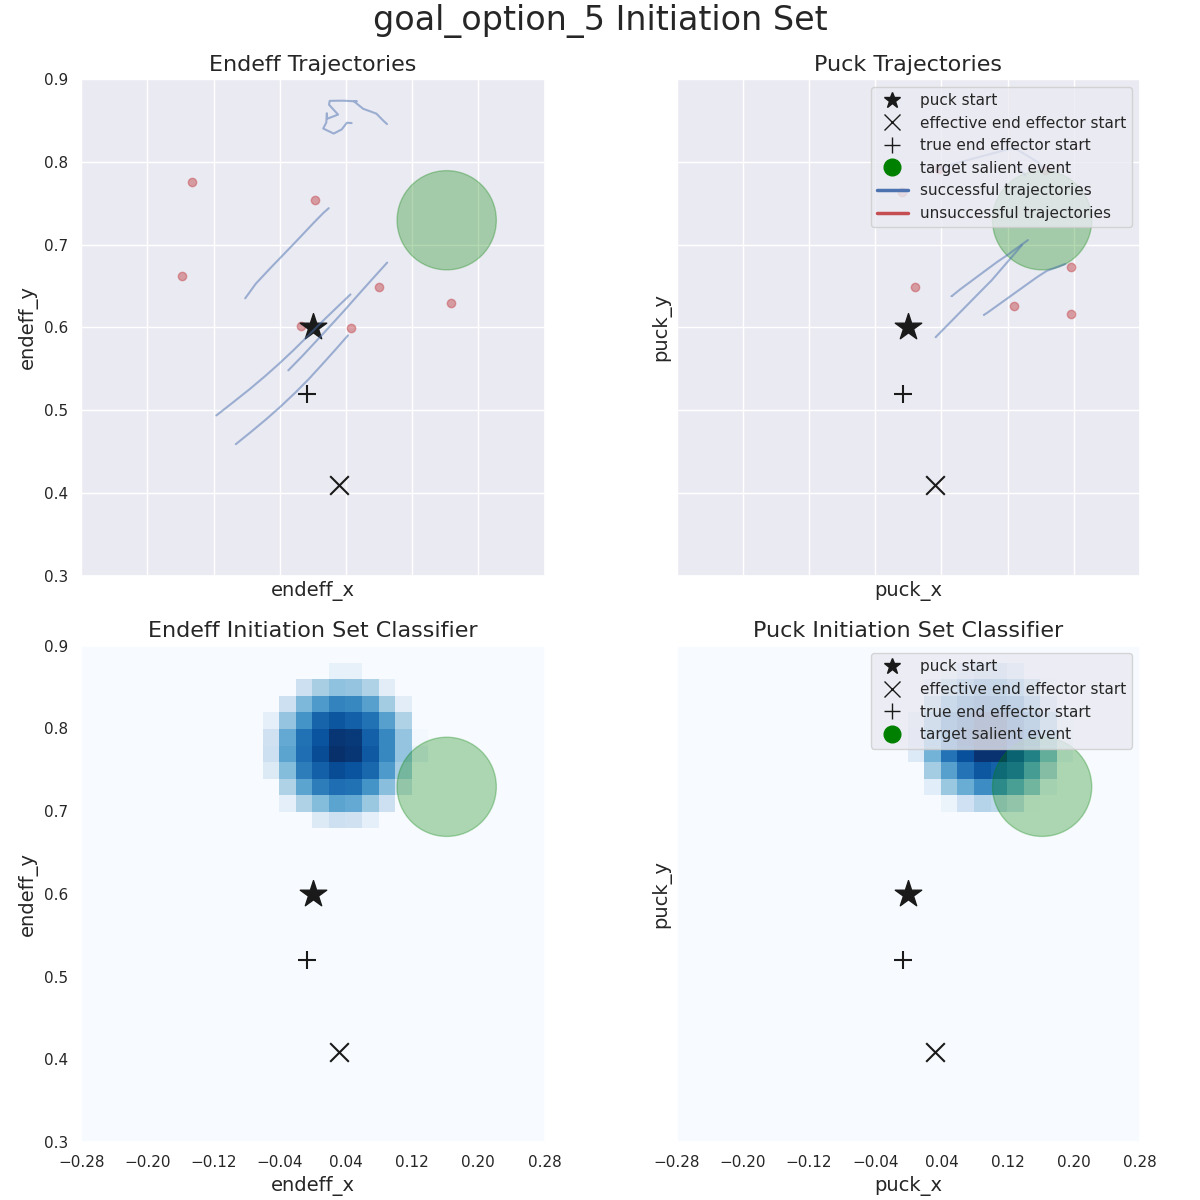 goal_option_5 Initiation Set
Endeff Trajectories
0.9
0.8
0.7
0.6
0.5
0.4
0.3
endeff_y
endeff_x
Puck Trajectories
puck start
effective end effector start
true end effector start
target salient event
successful trajectories
unsuccessful trajectories
puck_y
puck_x
Endeff Initiation Set Classifier
0.9
0.8
0.7
0.6
0.5
0.4
0.3
endeff_y
−0.28 −0.20 −0.12 −0.04 0.04 0.12 0.20 0.28
endeff_x
Puck Initiation Set Classifier
puck start
effective end effector start
true end effector start
target salient event
puck_y
−0.28 −0.20 −0.12 −0.04 0.04 0.12 0.20 0.28
puck_x